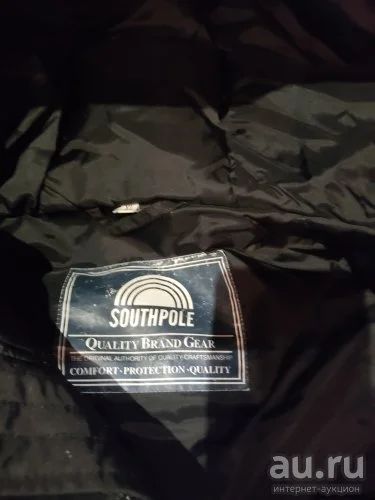 SOUTHPOLE
QUALITY BRAND GEAR
THE ORIGINAL AUTHORITY OF QUALITY CRAFTSMANSHIP
COMFORT · PROTECTION · QUALITY
au.ru
интернет-аукцион